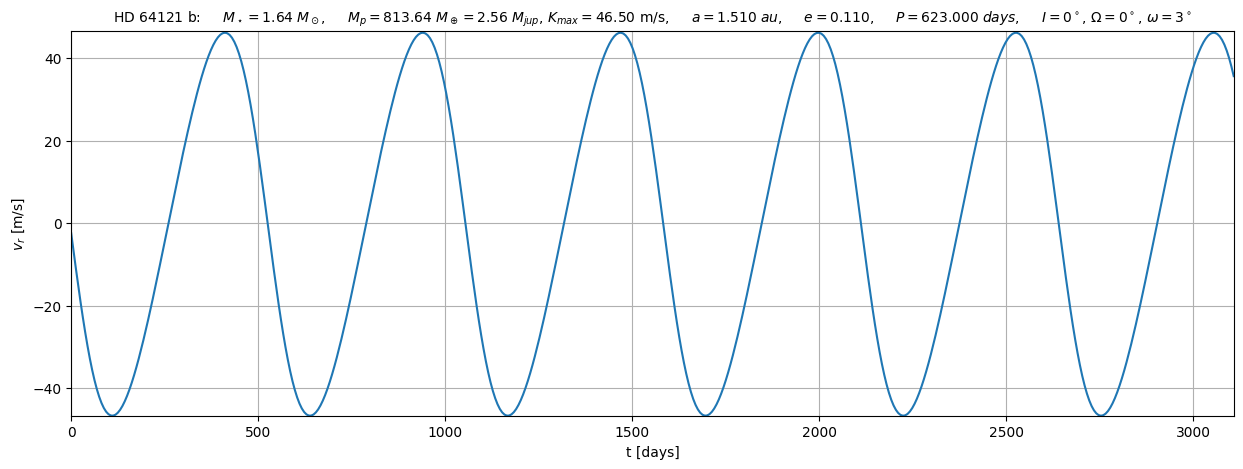 HD 64121 b: M⋆ = 1.64 M⊙, Mp = 813.64 M⊕ = 2.56 Mjup, Kmax = 46.50 m/s, a = 1.510 au, e = 0.110, P = 623.000 days, I = 0°, Ω = 0°, ω = 3°
40
20
0
−20
−40
vr [m/s]
0 500 1000 1500 2000 2500 3000
t [days]